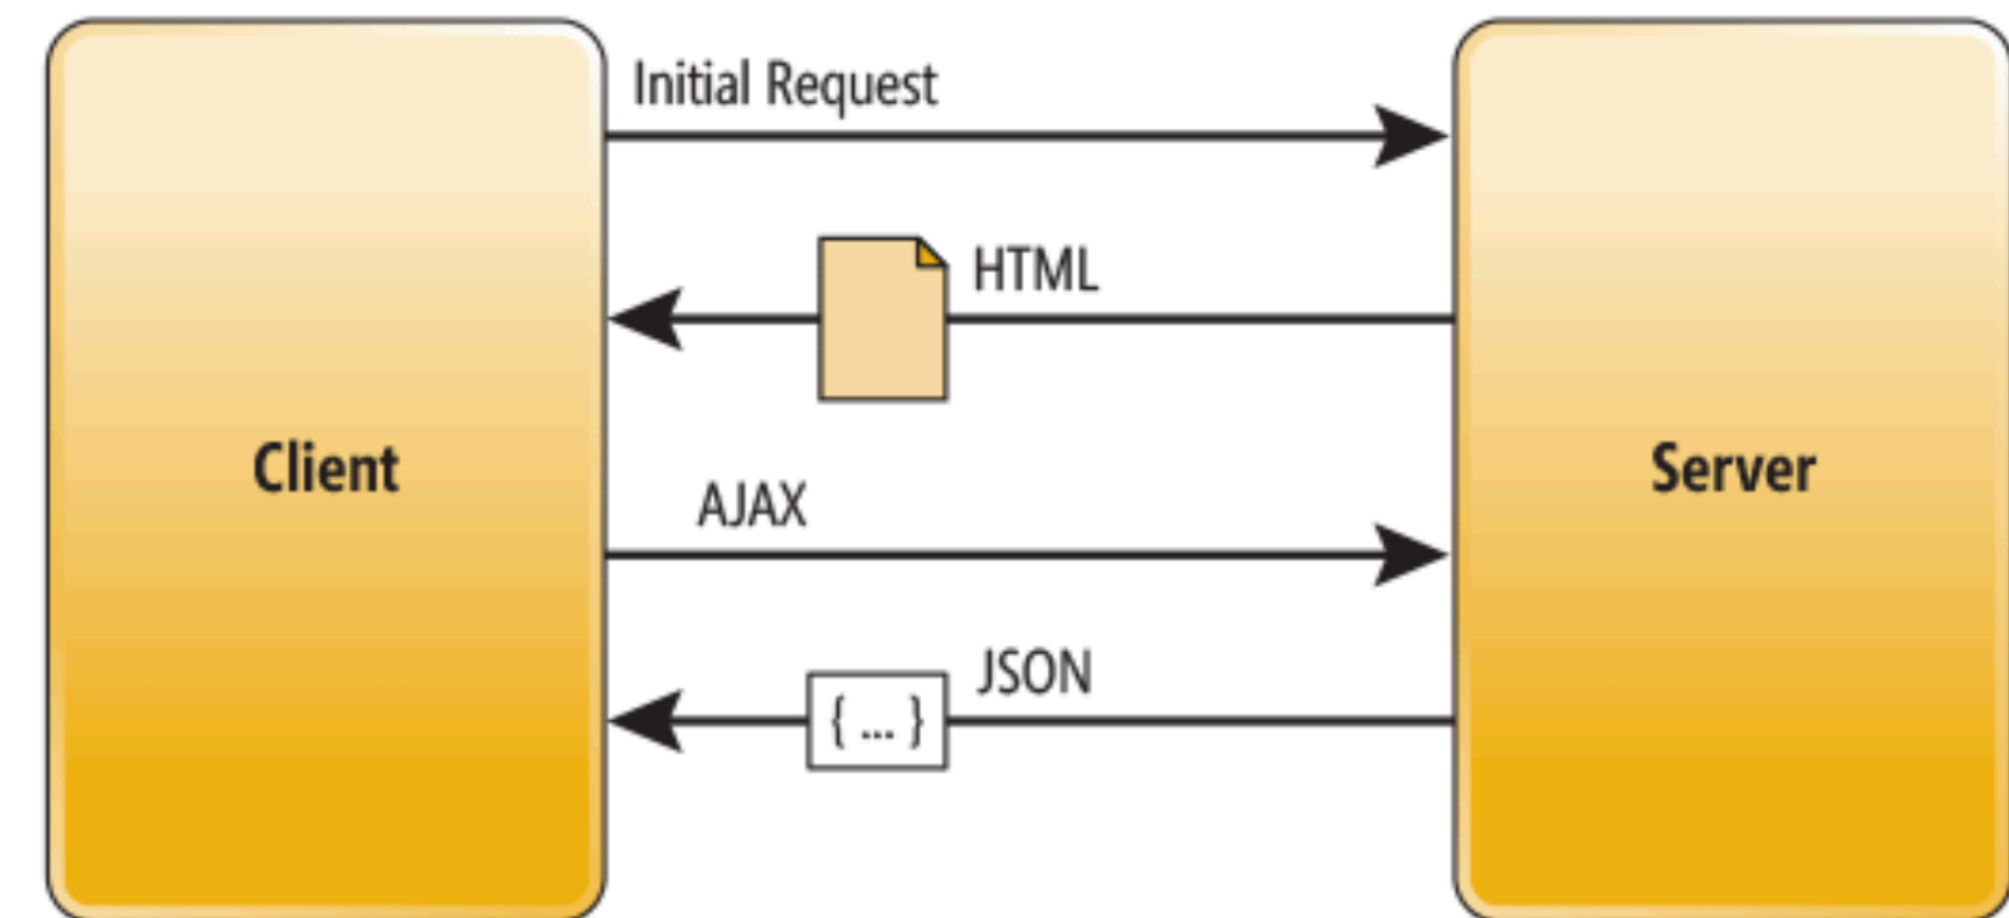 Initial Request
HTML
Client
Server
AJAX
JSON
{ ... }